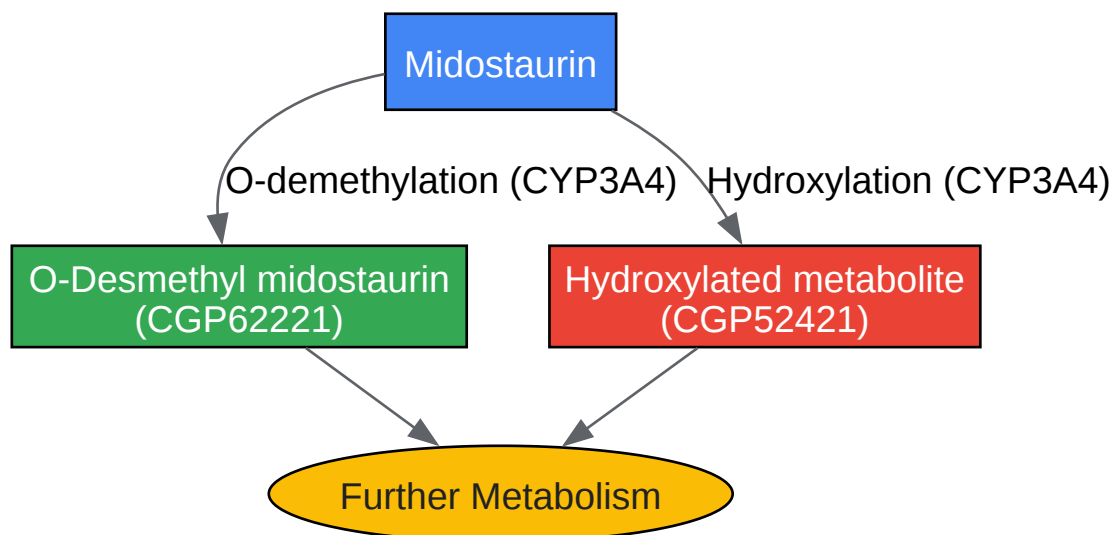 Midostaurin
O-demethylation (CYP3A4)
Hydroxylation (CYP3A4)
O-Desmethyl midostaurin
(CGP62221)
Hydroxylated metabolite
(CGP52421)
Further Metabolism